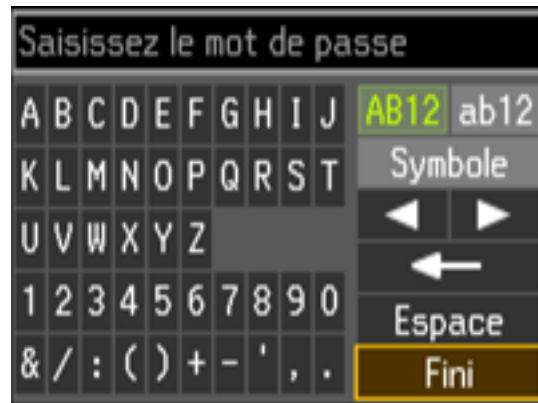 Saisissez le mot de passe
A B C D E F G H I J
AB12 ab12
K L M N O P Q R S T
Symbole
U V W X Y Z
1 2 3 4 5 6 7 8 9 0
Espace
& / : ( ) + - ' , .
Fini